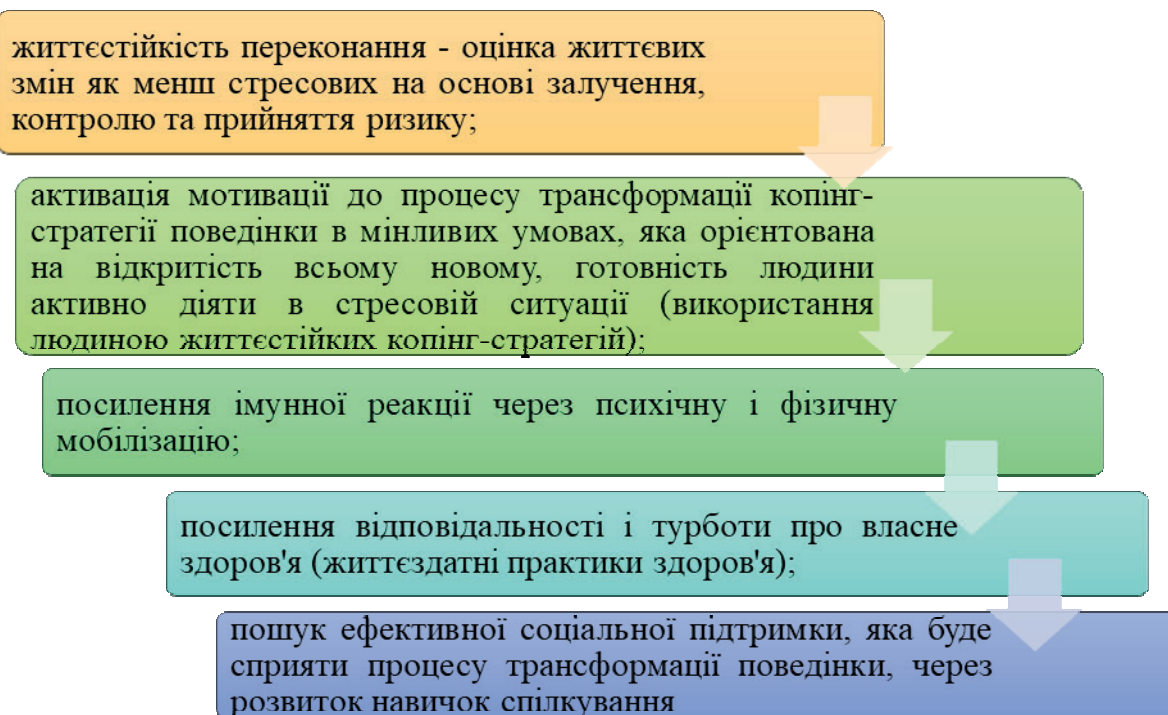 життєстійкість переконання - оцінка життєвих
змін як менш стресових на основі залучення,
контролю та прийняття ризику;
активація мотивації до процесу трансформації копінг-
стратегії поведінки в мінливих умовах, яка орієнтована
на відкритість всьому новому, готовність людини
активно діяти в стресовій ситуації (використання
людиною життєстійких копінг-стратегій);
посилення імунної реакції через психічну і фізичну
мобілізацію;
посилення відповідальності і турботи про власне
здоров'я (життєздатні практики здоров'я);
пошук ефективної соціальної підтримки, яка буде
сприяти процесу трансформації поведінки, через
розвиток навичок спілкування